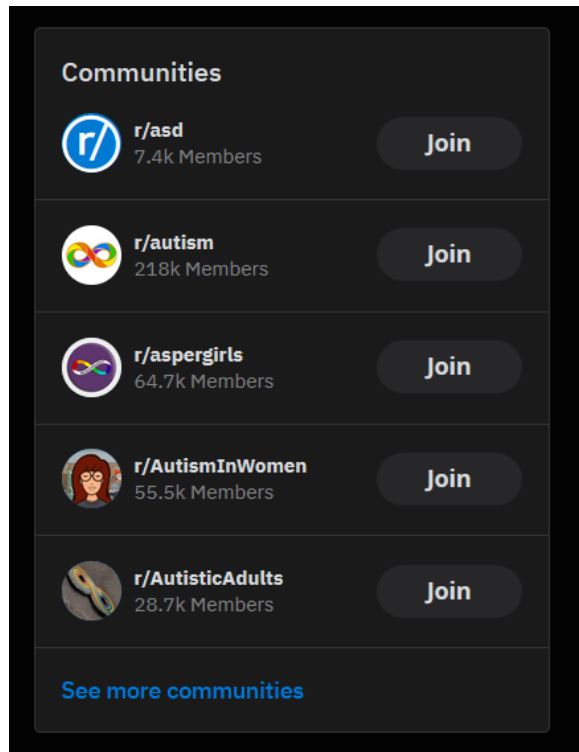 Communities
r/
r/asd
7.4k Members
Join
r/autism
218k Members
Join
r/aspergirls
64.7k Members
Join
r/AutismInWomen
55.5k Members
Join
r/AutisticAdults
28.7k Members
Join
See more communities